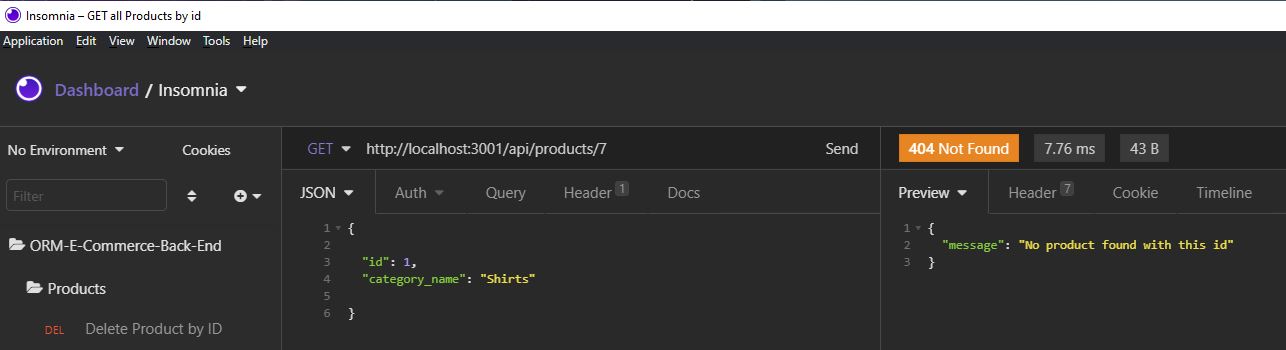 Insomnia – GET all Products by id
Application Edit View Window Tools Help
Dashboard / Insomnia
No Environment Cookies
GET http://localhost:3001/api/products/7 Send
404 Not Found 7.76 ms 43 B
Filter
JSON Auth Query Header 1 Docs
Preview Header 7 Cookie Timeline
ORM-E-Commerce-Back-End
Products
DEL Delete Product by ID
1 {
2
3 "id": 1,
4 "category_name": "Shirts"
5
6 }
1 {
2 "message": "No product found with this id"
3 }